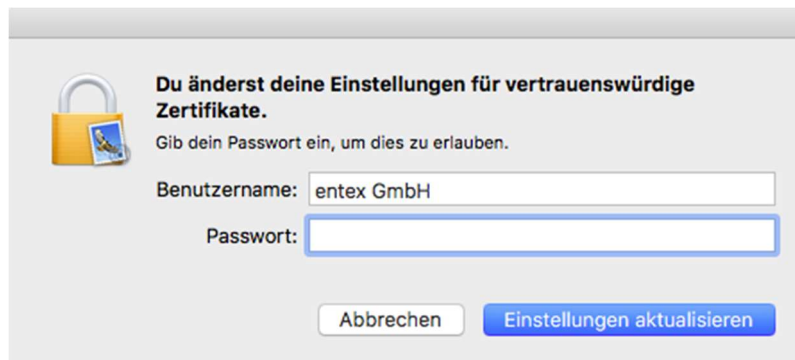 Du änderst deine Einstellungen für vertrauenswürdige
Zertifikate.
Gib dein Passwort ein, um dies zu erlauben.
Benutzername: entex GmbH
Passwort:
Abbrechen Einstellungen aktualisieren